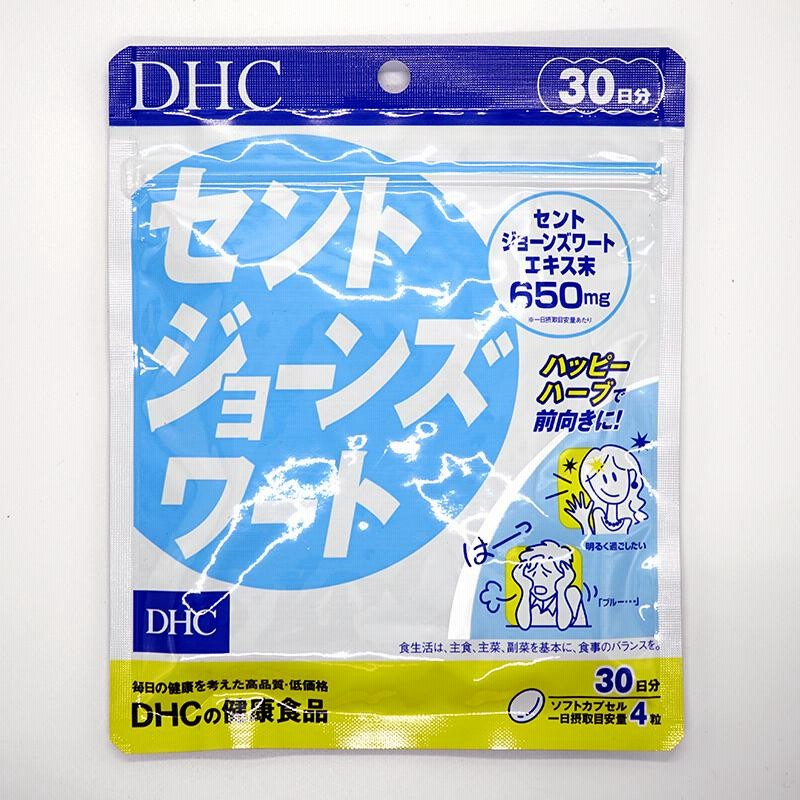 DHC
30日分
セント
ジョーンズ
ワート
セント
ジョーンズワート
エキス末
650mg
※一日摂取目安量あたり
ハッピー
ハーブで
前向きに!
明るく過ごしたい
はーっ
「ブルー…」
DHC
食生活は、主食、主菜、副菜を基本に、食事のバランスを。
毎日の健康を考えた高品質・低価格
DHCの健康食品
30日分
ソフトカプセル
一日摂取目安量 4粒